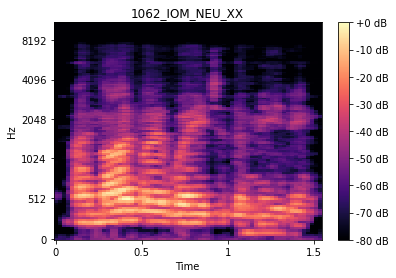 1062_IOM_NEU_XX
+0 dB
8192
-10 dB
4096
-20 dB
-30 dB
2048
-40 dB
Hz
1024
-50 dB
512
-60 dB
-70 dB
0
-80 dB
0 0.5 1 1.5
Time